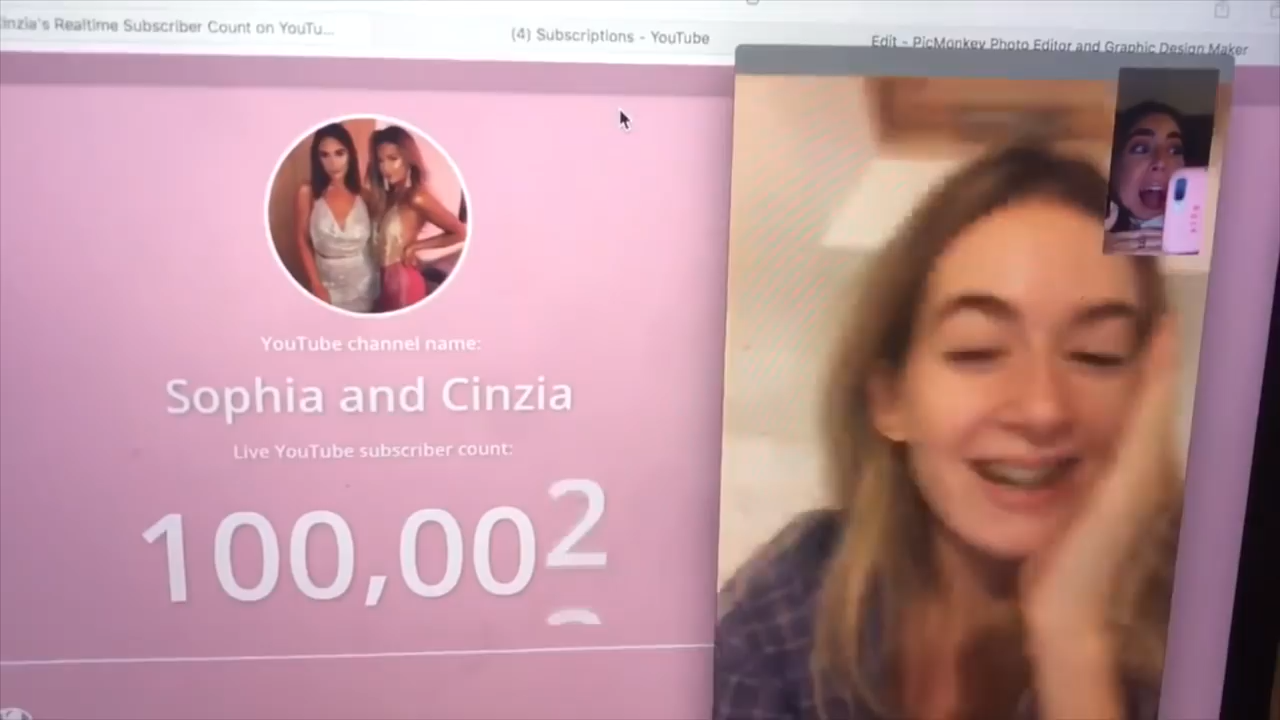 inzia's Realtime Subscriber Count on YouTu...
(4) Subscriptions - YouTube
Edit - PicMonkey Photo Editor and Graphic Design Maker
YouTube channel name:
Sophia and Cinzia
Live YouTube subscriber count:
100,002